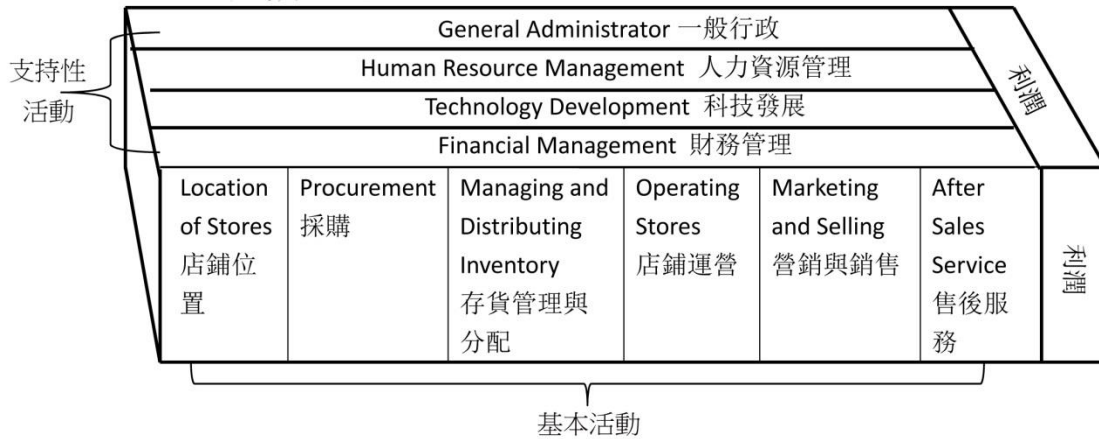 General Administrator 一般行政
Human Resource Management 人力資源管理
Technology Development 科技發展
Financial Management 財務管理
支持性
活動
利潤
Location
of Stores
店鋪位
置
Procurement
採購
Managing and
Distributing
Inventory
存貨管理與
分配
Operating
Stores
店鋪運營
Marketing
and Selling
營銷與銷售
After
Sales
Service
售後服
務
利潤
基本活動